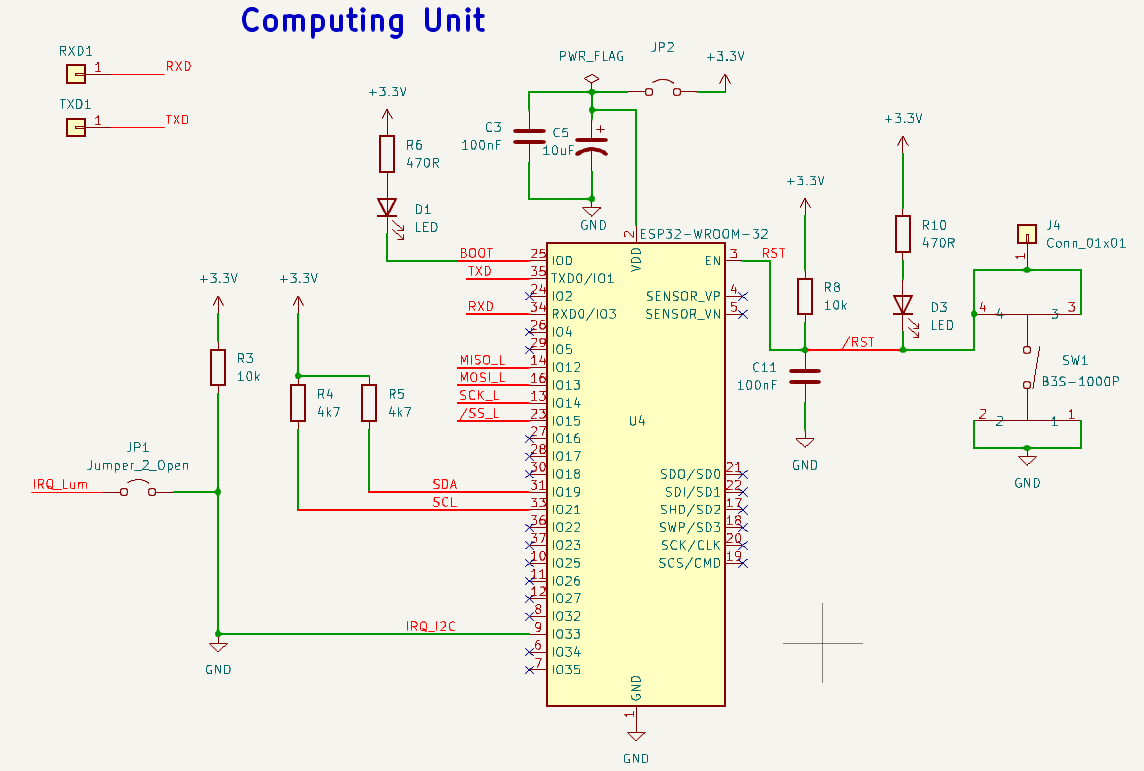 Computing Unit
RXD1
1
RXD
TXD1
1
TXD
PWR_FLAG
JP2
+3.3V
C3
100nF
C5
10uF
+
GND
+3.3V
R6
470R
D1
LED
+3.3V
R3
10k
+3.3V
R4
4k7
R5
4k7
JP1
Jumper_2_Open
IRQ_Lum
GND
ESP32-WROOM-32
2
VDD
BOOT 25 IO0
TXD 35 TXD0/IO1
24 IO2
RXD 34 RXD0/IO3
26 IO4
29 IO5
MISO_L 14 IO12
MOSI_L 16 IO13
SCK_L 13 IO14
/SS_L 23 IO15
27 IO16
28 IO17
30 IO18
SDA 31 IO19
SCL 33 IO21
36 IO22
37 IO23
10 IO25
11 IO26
12 IO27
8 IO32
IRQ_I2C 9 IO33
6 IO34
7 IO35
U4
EN 3 RST
SENSOR_VP 4
SENSOR_VN 5
SDO/SD0 21
SDI/SD1 22
SHD/SD2 17
SWP/SD3 18
SCK/CLK 20
SCS/CMD 19
GND
1
GND
+3.3V
R8
10k
/RST
C11
100nF
GND
+3.3V
R10
470R
D3
LED
J4
Conn_01x01
1
4 4 3 3
SW1
B3S-1000P
2 2 1 1
GND